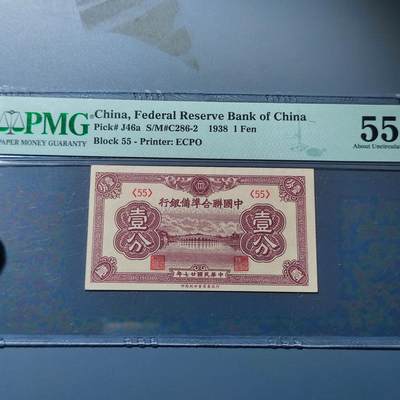 PMG
PAPER MONEY GUARANTY
China, Federal Reserve Bank of China
Pick# J46a S/M#C286-2 1938 1 Fen
Block 55 - Printer: ECPO
55
About Uncirculate
〈55〉 〈55〉
行銀備準合聯國中
壹分 壹分
年七廿國民華中